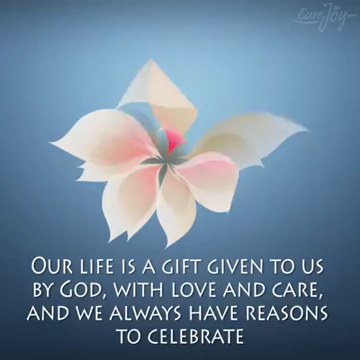 CureJoy
OUR LIFE IS A GIFT GIVEN TO US
BY GOD, WITH LOVE AND CARE,
AND WE ALWAYS HAVE REASONS
TO CELEBRATE